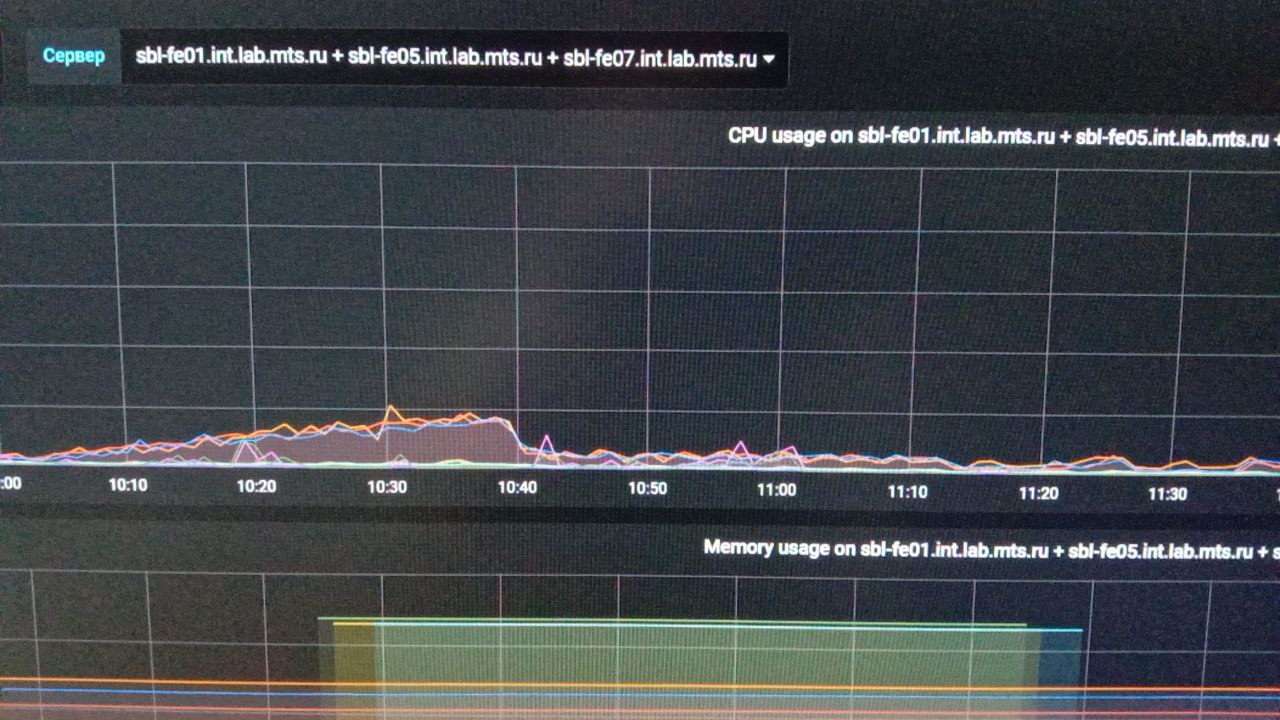 Сервер sbl-fe01.int.lab.mts.ru + sbl-fe05.int.lab.mts.ru + sbl-fe07.int.lab.mts.ru
CPU usage on sbl-fe01.int.lab.mts.ru + sbl-fe05.int.lab.mts.ru +
:00 10:10 10:20 10:30 10:40 10:50 11:00 11:10 11:20 11:30
Memory usage on sbl-fe01.int.lab.mts.ru + sbl-fe05.int.lab.mts.ru + s